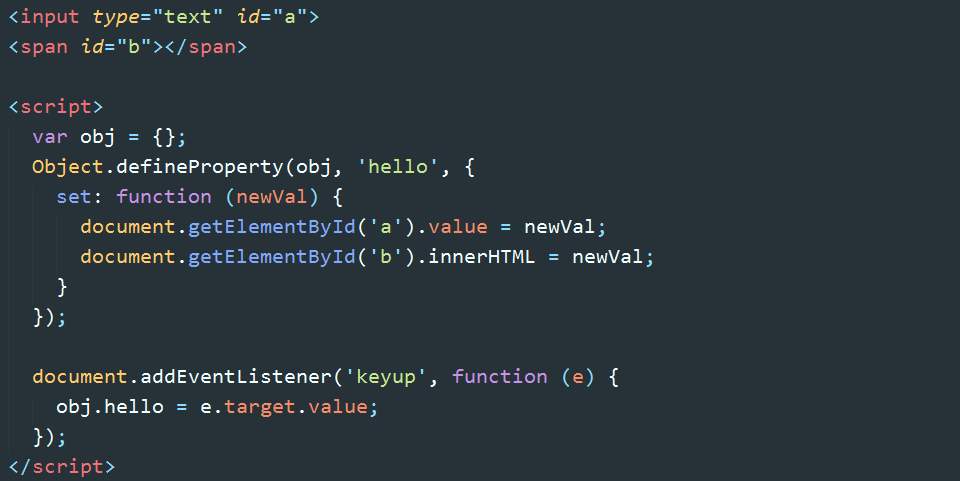 <input type="text" id="a">
<span id="b"></span>
<script>
var obj = {};
Object.defineProperty(obj, 'hello', {
set: function (newVal) {
document.getElementById('a').value = newVal;
document.getElementById('b').innerHTML = newVal;
}
});
document.addEventListener('keyup', function (e) {
obj.hello = e.target.value;
});
</script>